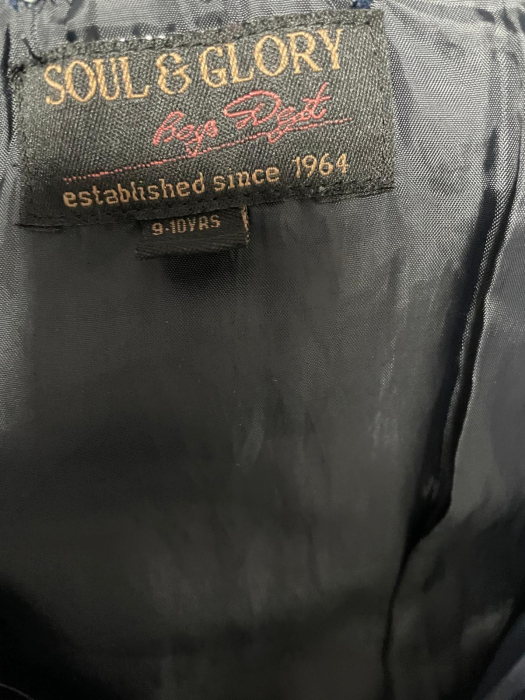 SOUL & GLORY
Boys Dept
established since 1964
9-10YRS